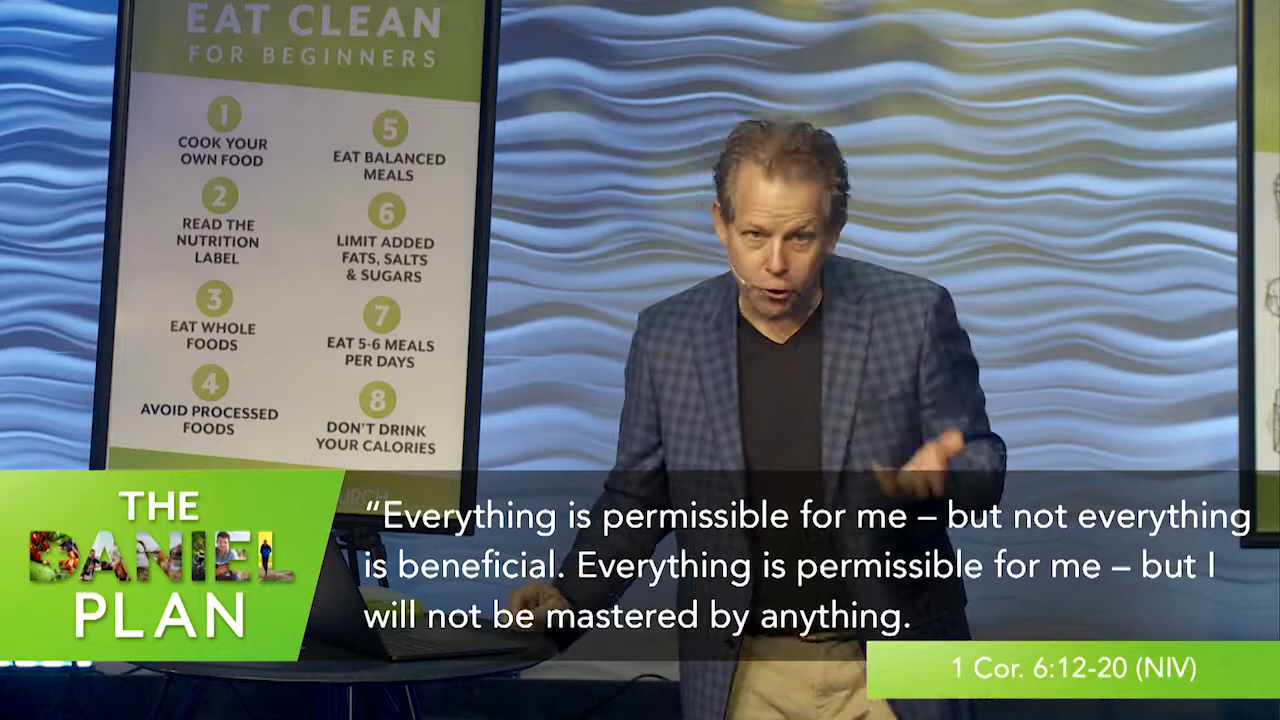 EAT CLEAN
FOR BEGINNERS
1
COOK YOUR
OWN FOOD
2
READ THE
NUTRITION
LABEL
3
EAT WHOLE
FOODS
4
AVOID PROCESSED
FOODS
5
EAT BALANCED
MEALS
6
LIMIT ADDED
FATS, SALTS
& SUGARS
7
EAT 5-6 MEALS
PER DAYS
8
DON'T DRINK
YOUR CALORIES
THE
DANIEL
PLAN
“Everything is permissible for me – but not everything
is beneficial. Everything is permissible for me – but I
will not be mastered by anything.
1 Cor. 6:12-20 (NIV)